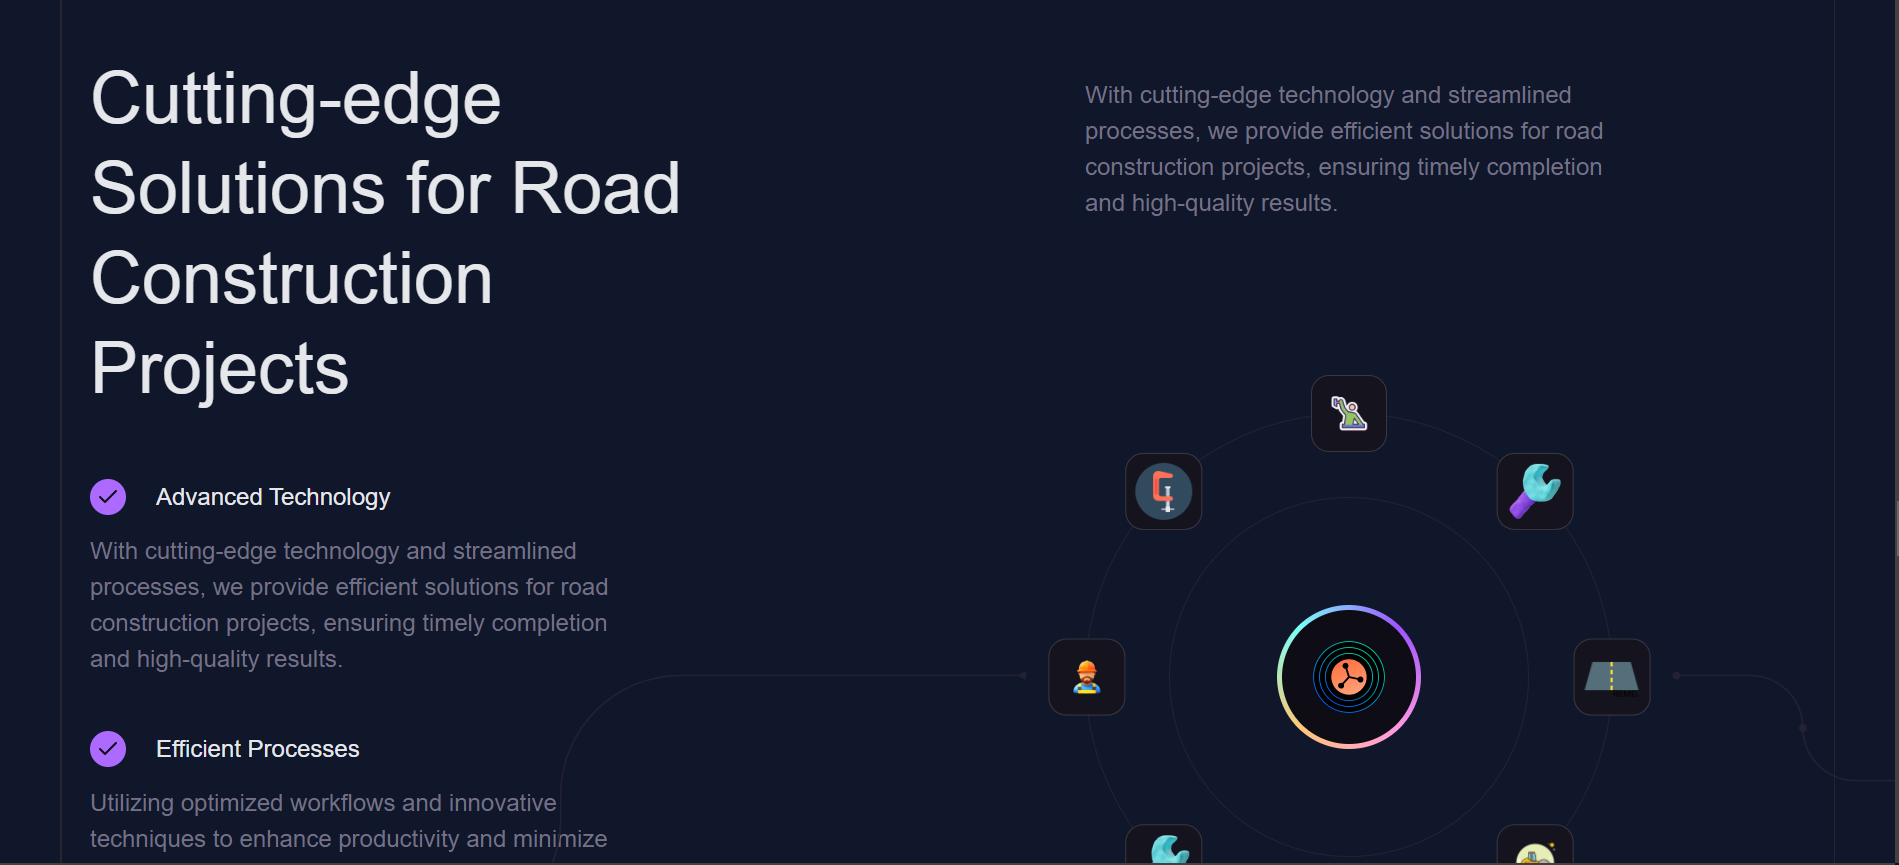 Cutting-edge
Solutions for Road
Construction
Projects
With cutting-edge technology and streamlined
processes, we provide efficient solutions for road
construction projects, ensuring timely completion
and high-quality results.
Advanced Technology
With cutting-edge technology and streamlined
processes, we provide efficient solutions for road
construction projects, ensuring timely completion
and high-quality results.
Efficient Processes
Utilizing optimized workflows and innovative
techniques to enhance productivity and minimize